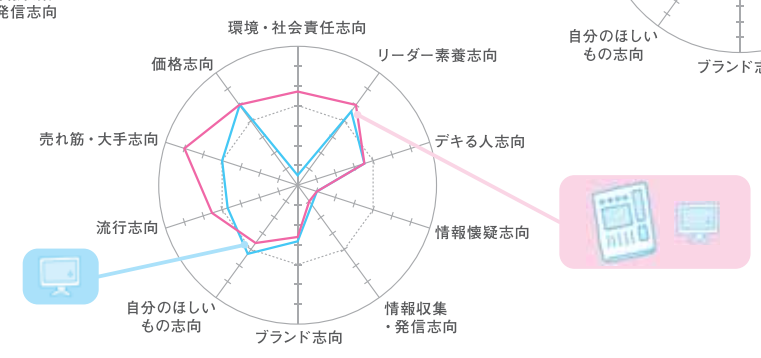 発信志向
環境・社会責任志向
リーダー素養志向
価格志向
売れ筋・大手志向
デキる人志向
流行志向
情報懐疑志向
自分のほしい
もの志向
情報収集
・発信志向
ブランド志向
自分のほしい
もの志向
ブランド志